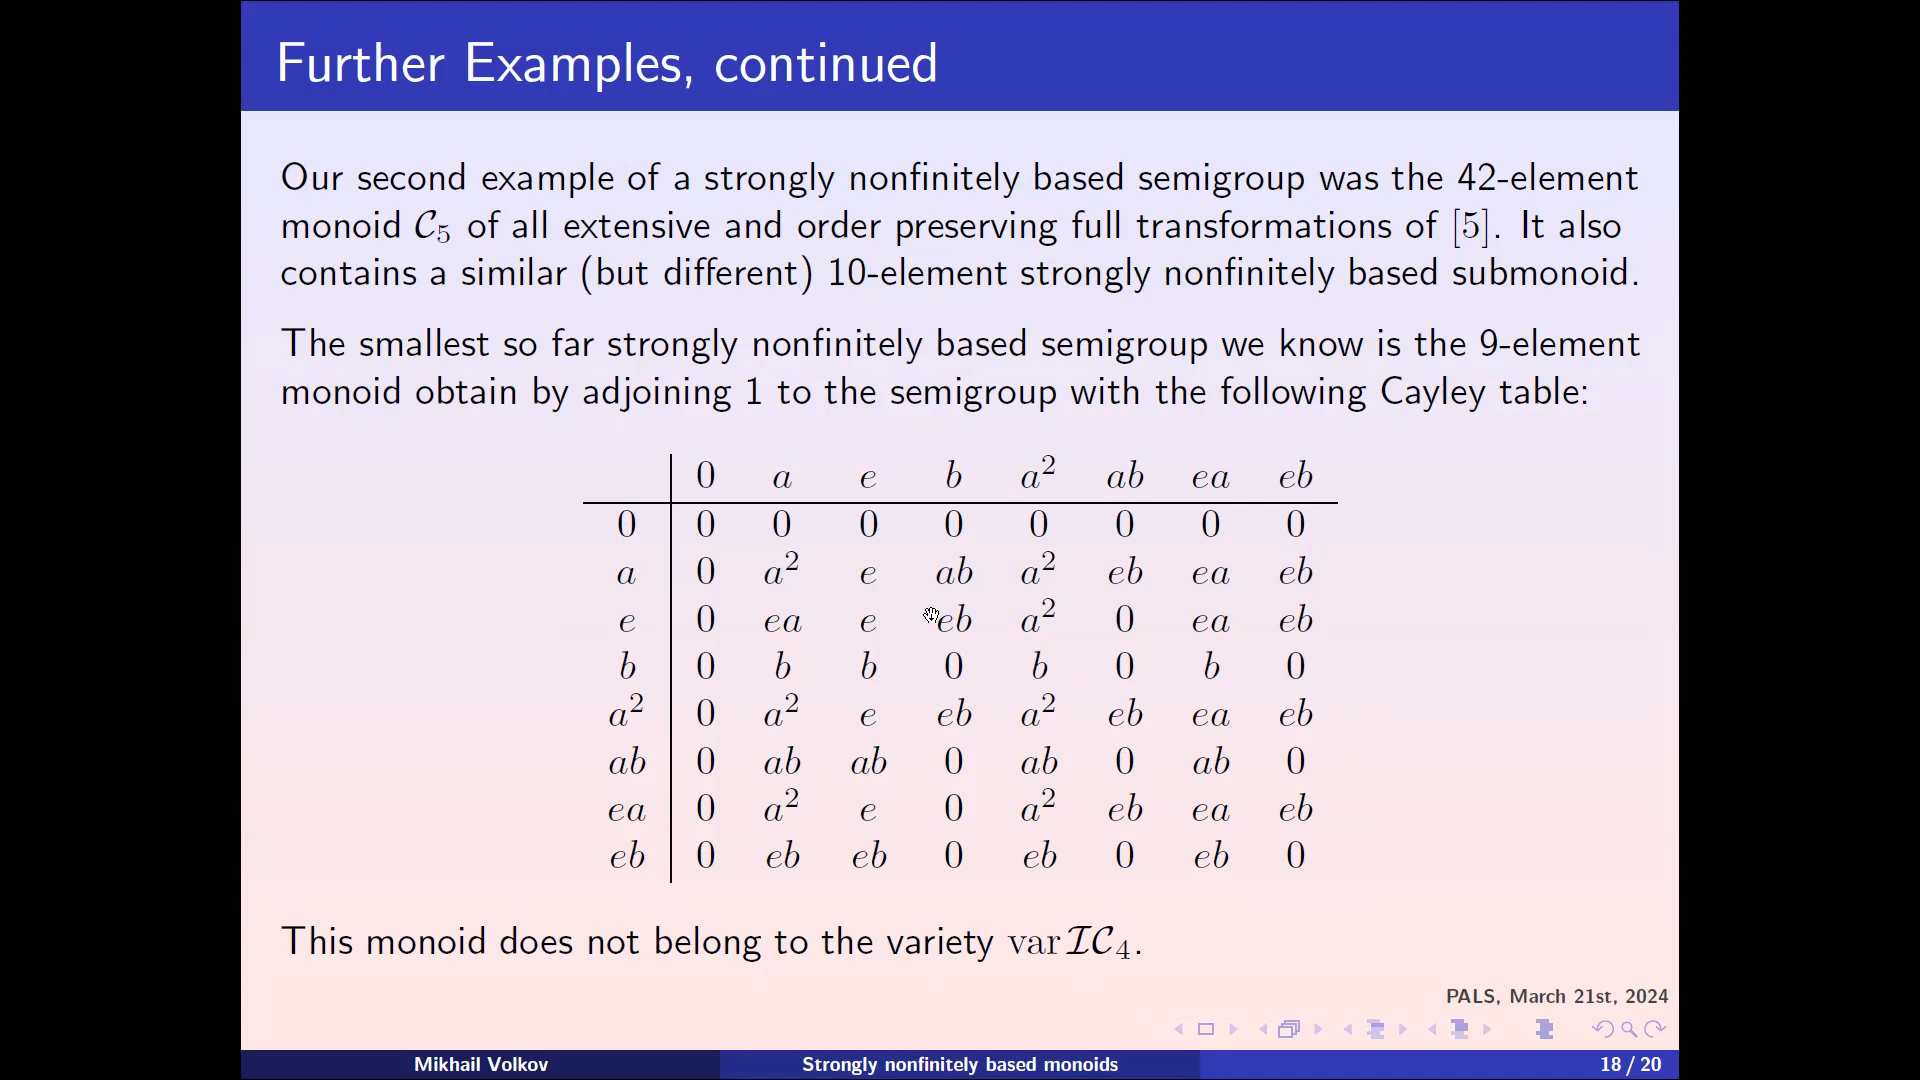 Further Examples, continued
Our second example of a strongly nonfinitely based semigroup was the 42-element
monoid 𝒞₅ of all extensive and order preserving full transformations of [5]. It also
contains a similar (but different) 10-element strongly nonfinitely based submonoid.
The smallest so far strongly nonfinitely based semigroup we know is the 9-element
monoid obtain by adjoining 1 to the semigroup with the following Cayley table:
0 a e b a² ab ea eb
0 0 0 0 0 0 0 0 0
a 0 a² e ab a² eb ea eb
e 0 ea e eb a² 0 ea eb
b 0 b b 0 b 0 b 0
a² 0 a² e eb a² eb ea eb
ab 0 ab ab 0 ab 0 ab 0
ea 0 a² e 0 a² eb ea eb
eb 0 eb eb 0 eb 0 eb 0
This monoid does not belong to the variety var ℐ𝒞₄.
PALS, March 21st, 2024
Mikhail Volkov Strongly nonfinitely based monoids 18 / 20